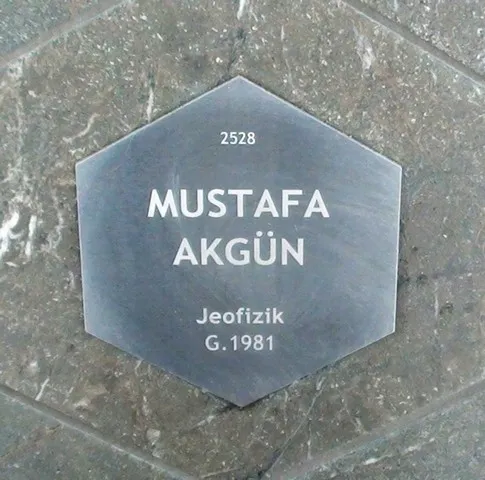 2528
MUSTAFA
AKGÜN
Jeofizik
G.1981